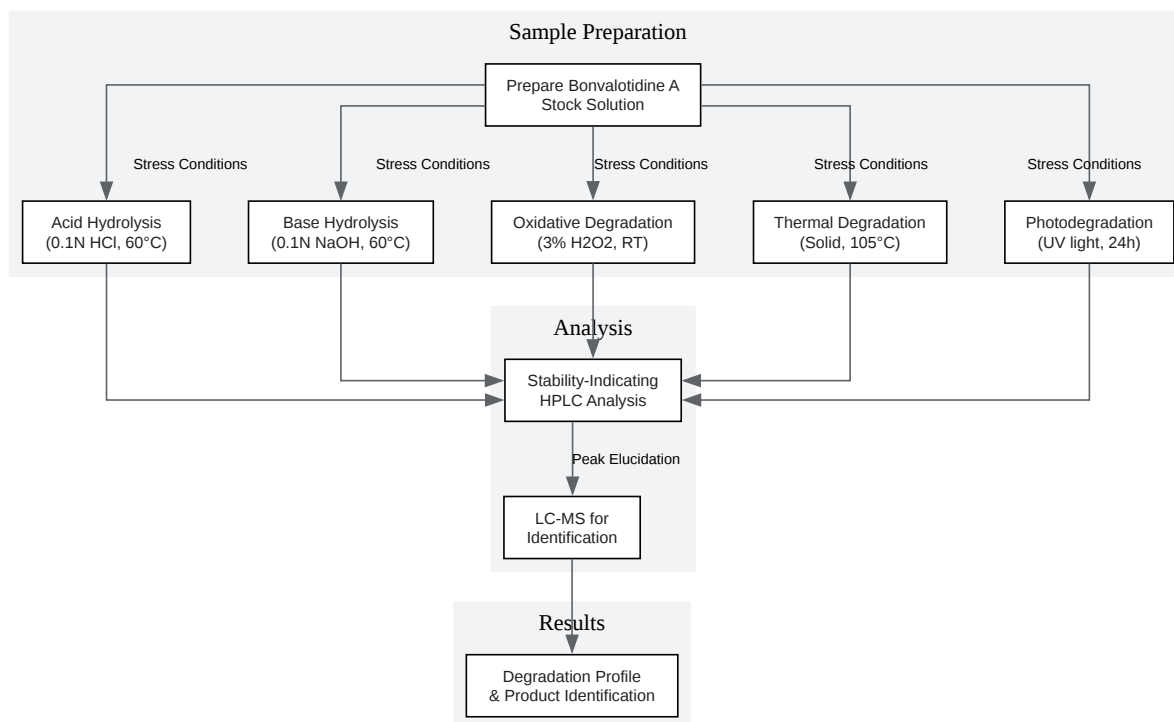 Sample Preparation
Prepare Bonvalotidine A
Stock Solution
Stress Conditions
Stress Conditions
Stress Conditions
Stress Conditions
Stress Conditions
Acid Hydrolysis
(0.1N HCl, 60°C)
Base Hydrolysis
(0.1N NaOH, 60°C)
Oxidative Degradation
(3% H2O2, RT)
Thermal Degradation
(Solid, 105°C)
Photodegradation
(UV light, 24h)
Analysis
Stability-Indicating
HPLC Analysis
Peak Elucidation
LC-MS for
Identification
Results
Degradation Profile
& Product Identification